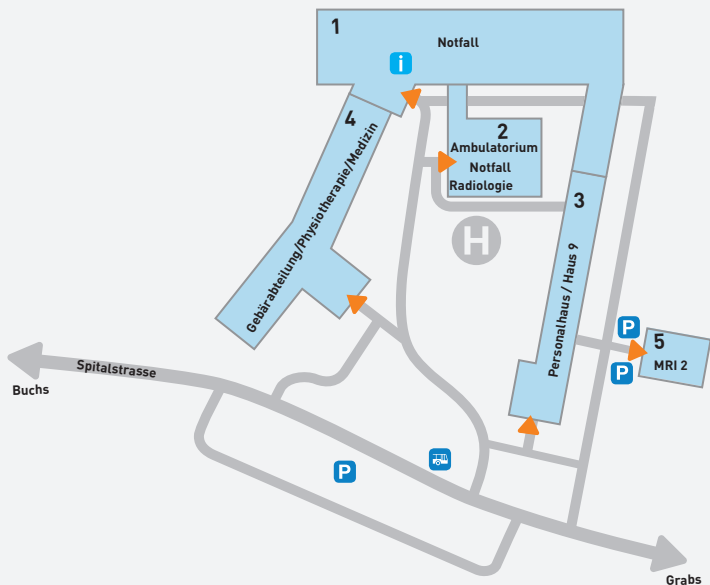 1
Notfall
i
4
2
Ambulatorium
Notfall
Radiologie
Gebärabteilung/Physiotherapie/Medizin
3
H
Personalhaus / Haus 9
P
5
MRI 2
P
Spitalstrasse
Buchs
P
Grabs